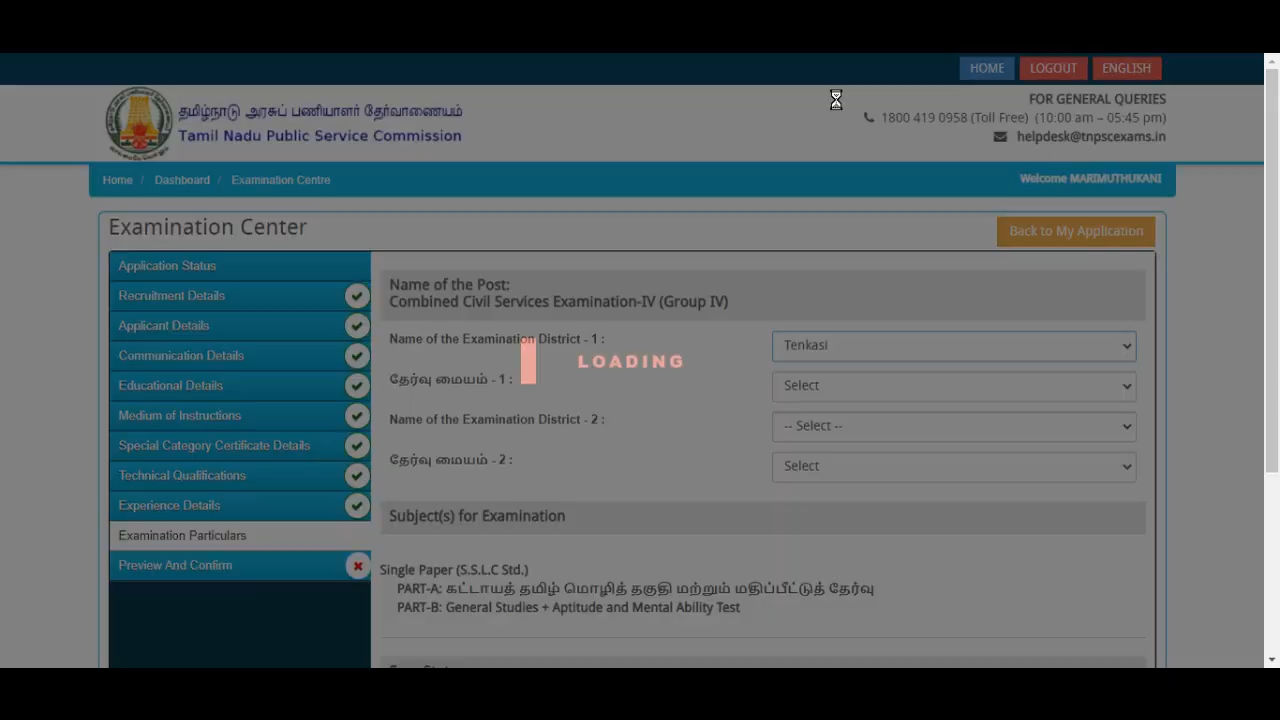 HOME LOGOUT ENGLISH
தமிழ்நாடு அரசுப் பணியாளர் தேர்வாணையம்
Tamil Nadu Public Service Commission
FOR GENERAL QUERIES
1800 419 0958 (Toll Free) (10:00 am – 05:45 pm)
helpdesk@tnpscexams.in
Home / Dashboard / Examination Centre
Welcome MARIMUTHUKANI
Examination Center
Back to My Application
Application Status
Recruitment Details
Applicant Details
Communication Details
Educational Details
Medium of Instructions
Special Category Certificate Details
Technical Qualifications
Experience Details
Examination Particulars
Preview And Confirm
Name of the Post:
Combined Civil Services Examination-IV (Group IV)
Name of the Examination District - 1 :
Tenkasi
LOADING
தேர்வு மையம் - 1 :
Select
Name of the Examination District - 2 :
-- Select --
தேர்வு மையம் - 2 :
Select
Subject(s) for Examination
Single Paper (S.S.L.C Std.)
PART-A: கட்டாயத் தமிழ் மொழித் தகுதி மற்றும் மதிப்பீட்டுத் தேர்வு
PART-B: General Studies + Aptitude and Mental Ability Test